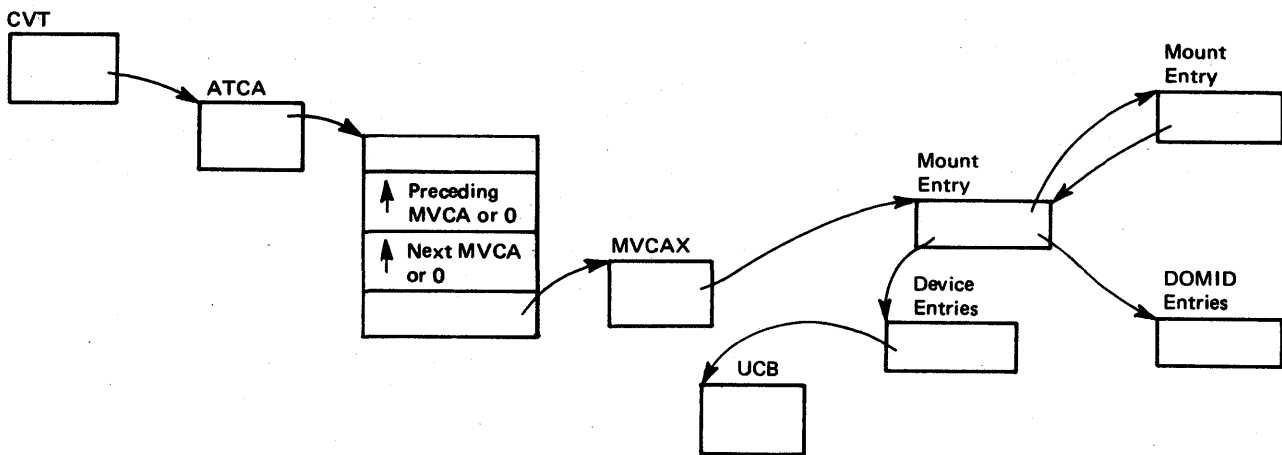 CVT
ATCA
Preceding
MVCA or 0
Next MVCA
or 0
MVCAX
Mount
Entry
Mount
Entry
Device
Entries
DOMID
Entries
UCB